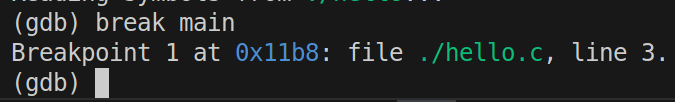 (gdb) break main
Breakpoint 1 at 0x11b8: file ./hello.c, line 3.
(gdb)